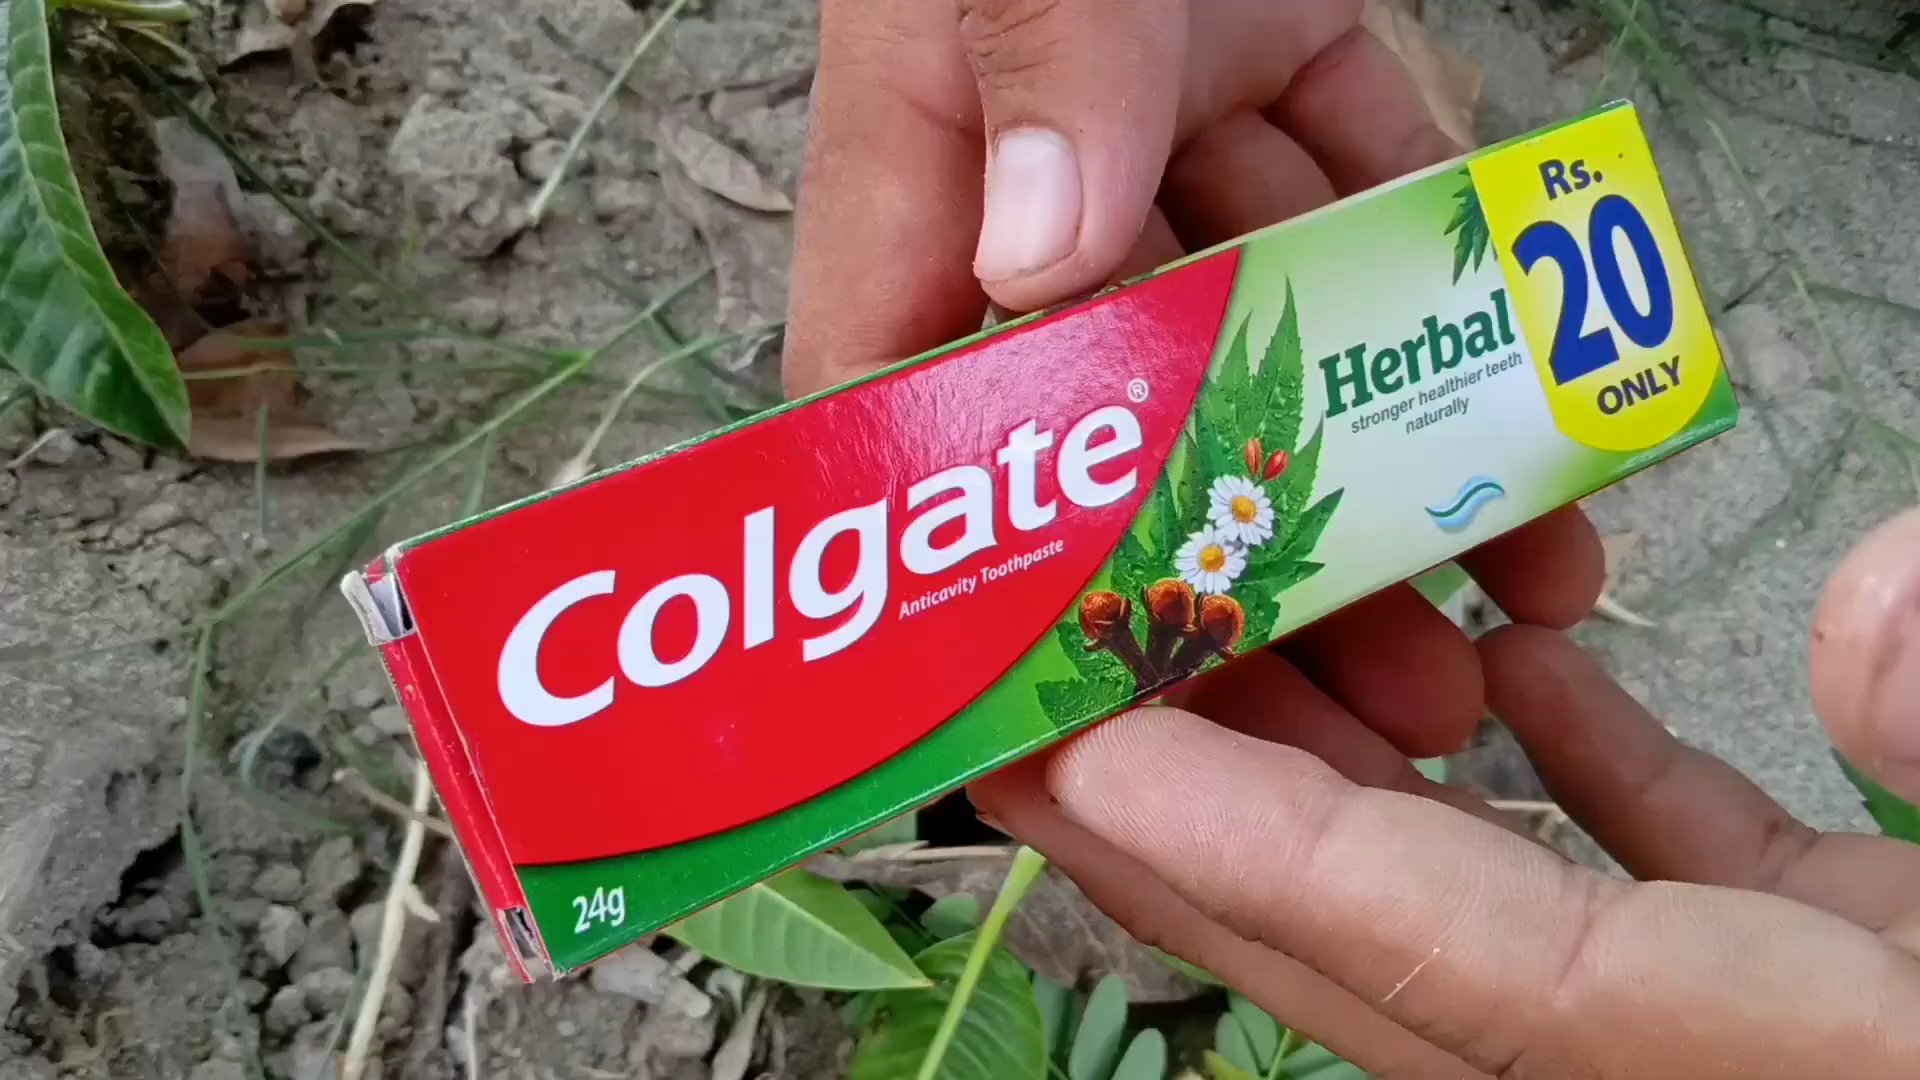 Colgate®
Anticavity Toothpaste
24g
Herbal
stronger healthier teeth
naturally
Rs.
20
ONLY